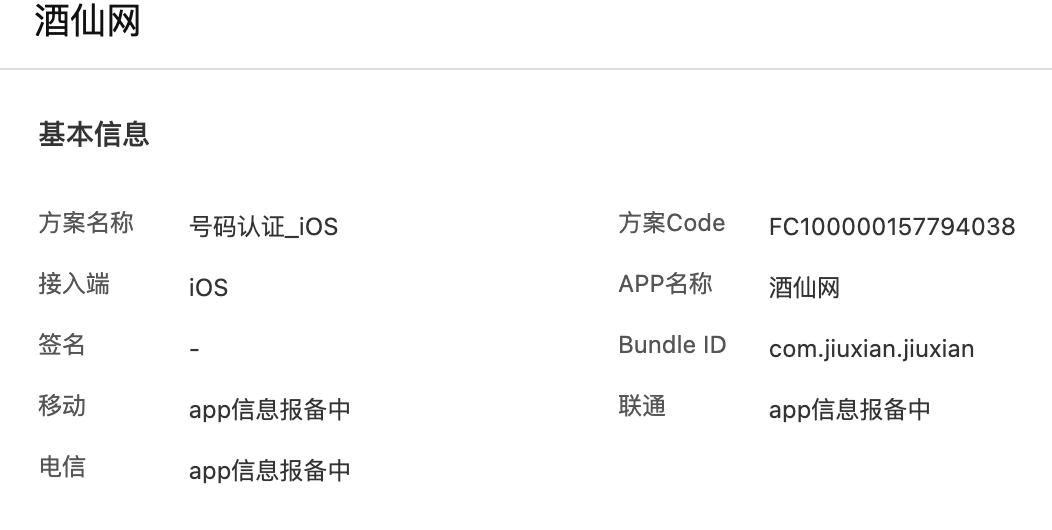 酒仙网
基本信息
方案名称 号码认证_iOS 方案Code FC100000157794038
接入端 iOS APP名称 酒仙网
签名 - Bundle ID com.jiuxian.jiuxian
移动 app信息报备中 联通 app信息报备中
电信 app信息报备中